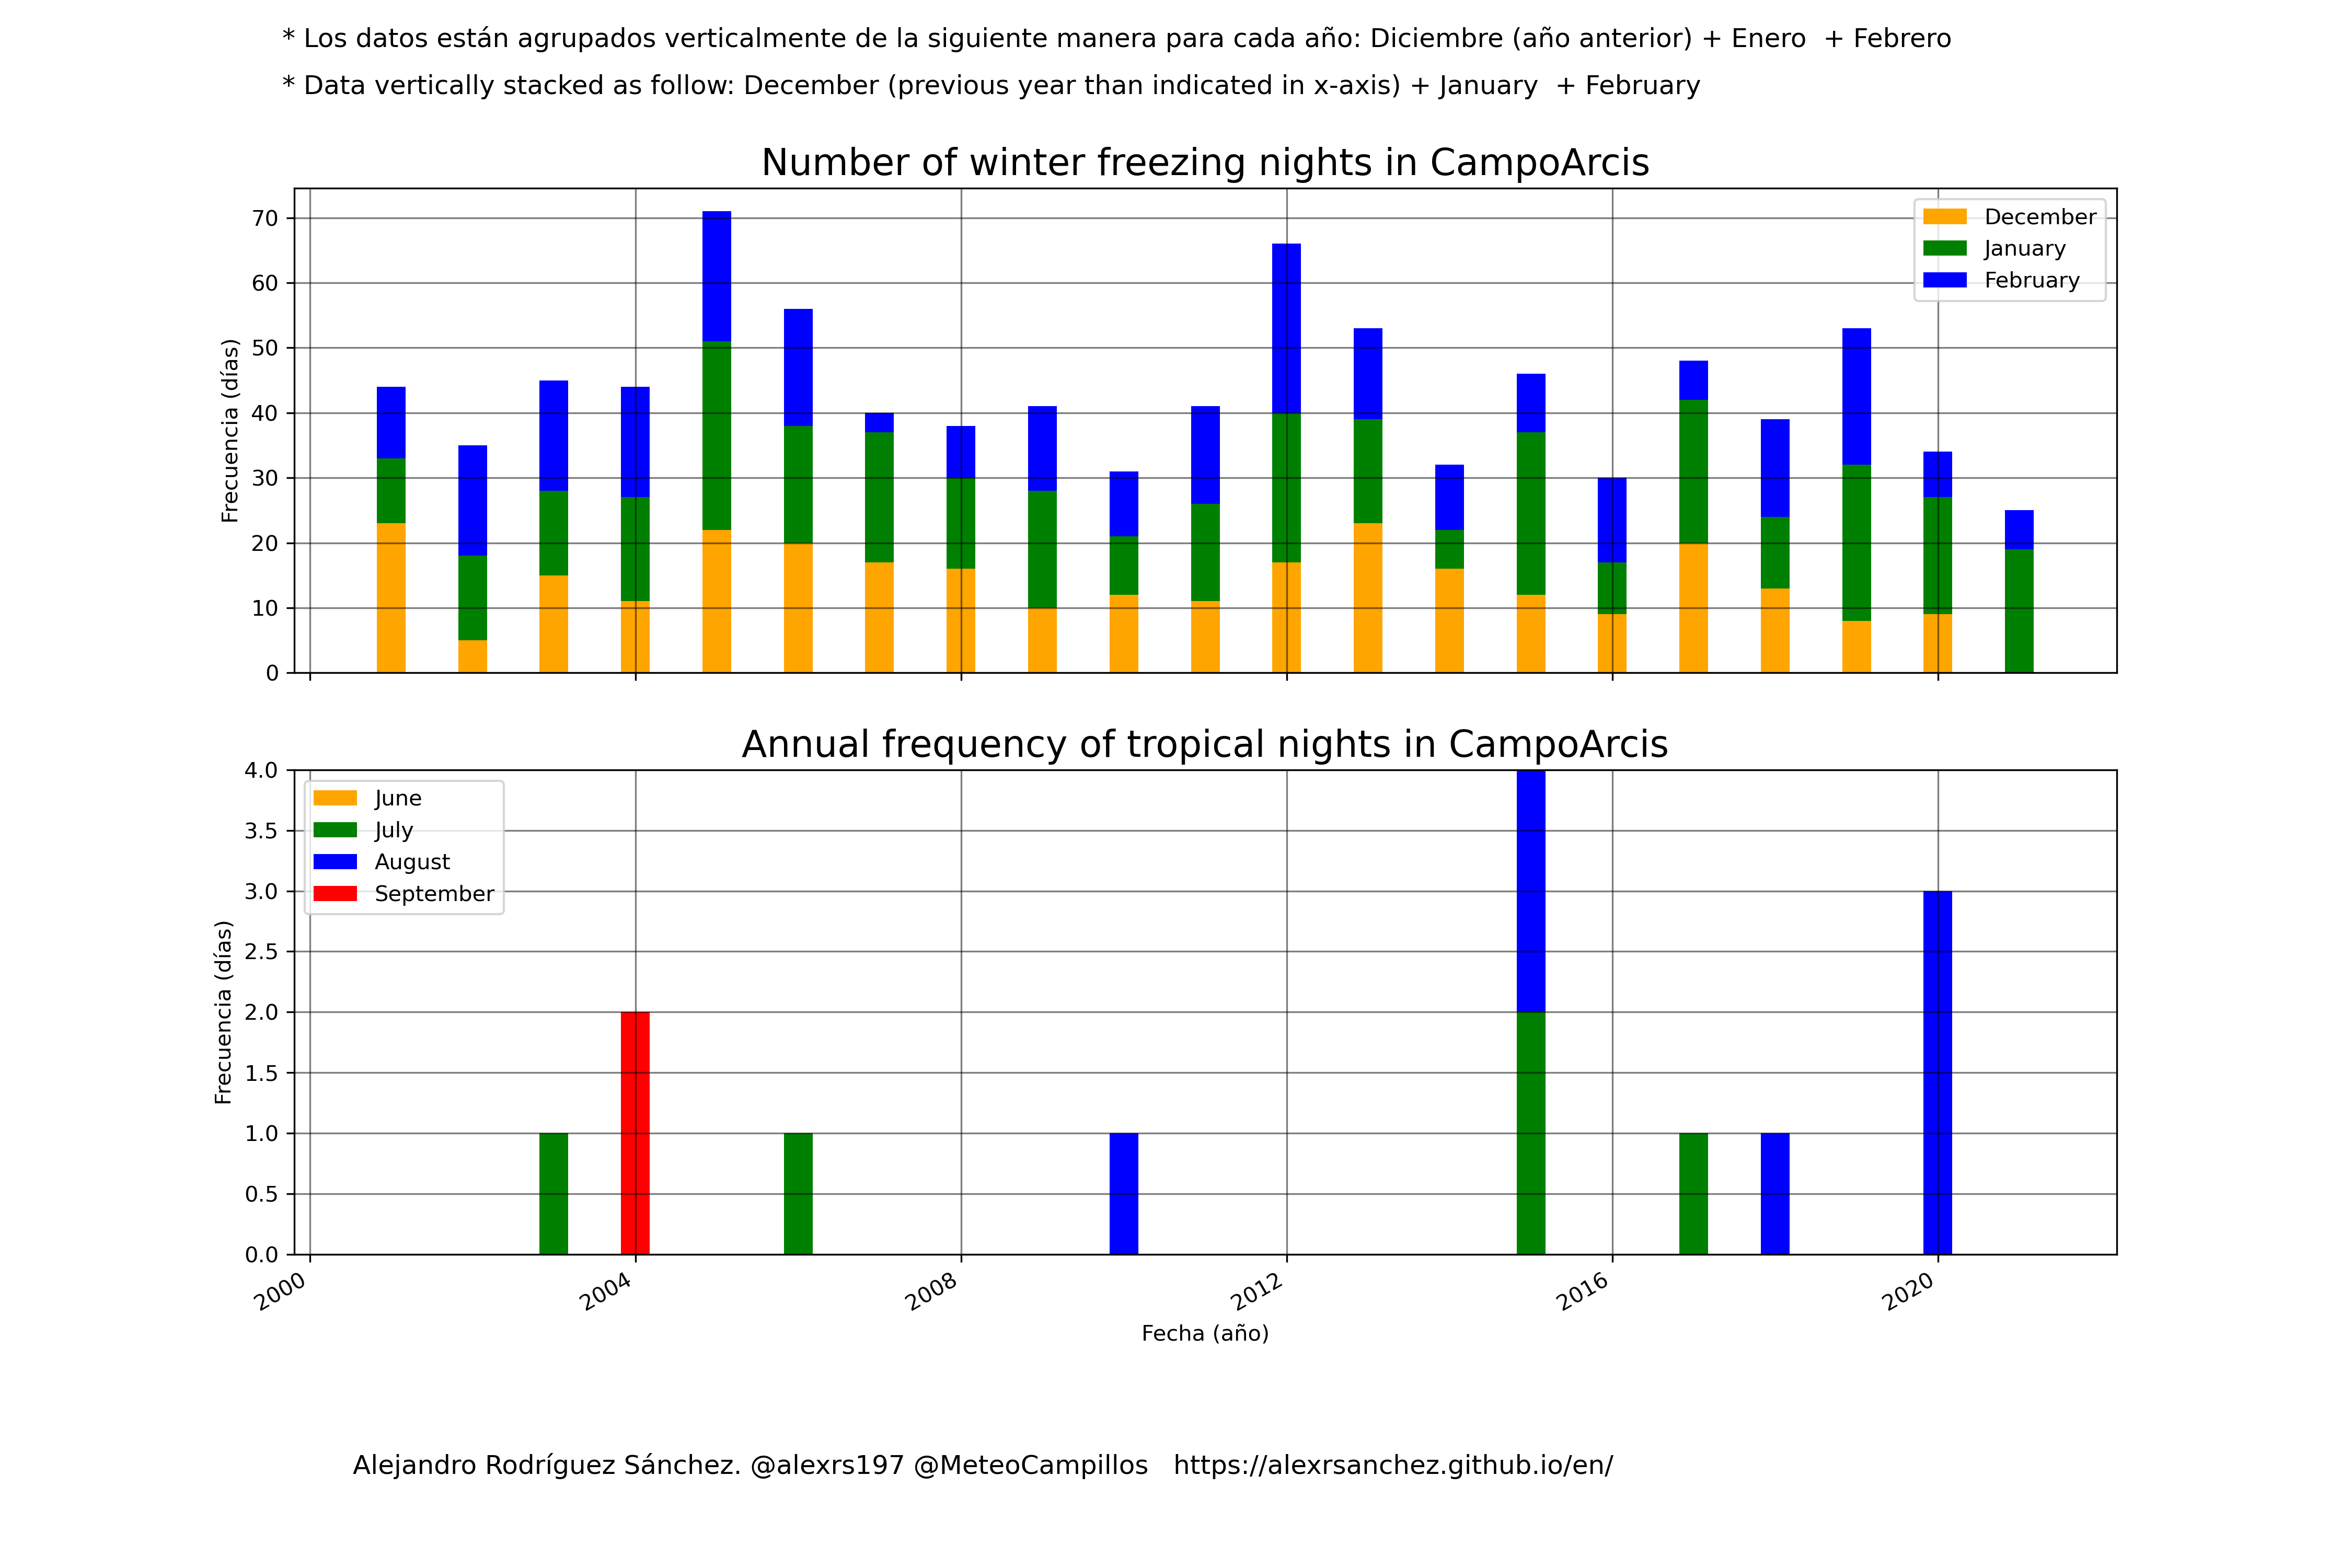 * Los datos están agrupados verticalmente de la siguiente manera para cada año: Diciembre (año anterior) + Enero  + Febrero
* Data vertically stacked as follow: December (previous year than indicated in x-axis) + January  + February
Number of winter freezing nights in CampoArcis
70
60
50
40
30
20
10
0
Frecuencia (días)
December
January
February
Annual frequency of tropical nights in CampoArcis
4.0
3.5
3.0
2.5
2.0
1.5
1.0
0.5
0.0
Frecuencia (días)
June
July
August
September
2000
2004
2008
2012
2016
2020
Fecha (año)
Alejandro Rodríguez Sánchez. @alexrs197 @MeteoCampillos   https://alexrsanchez.github.io/en/